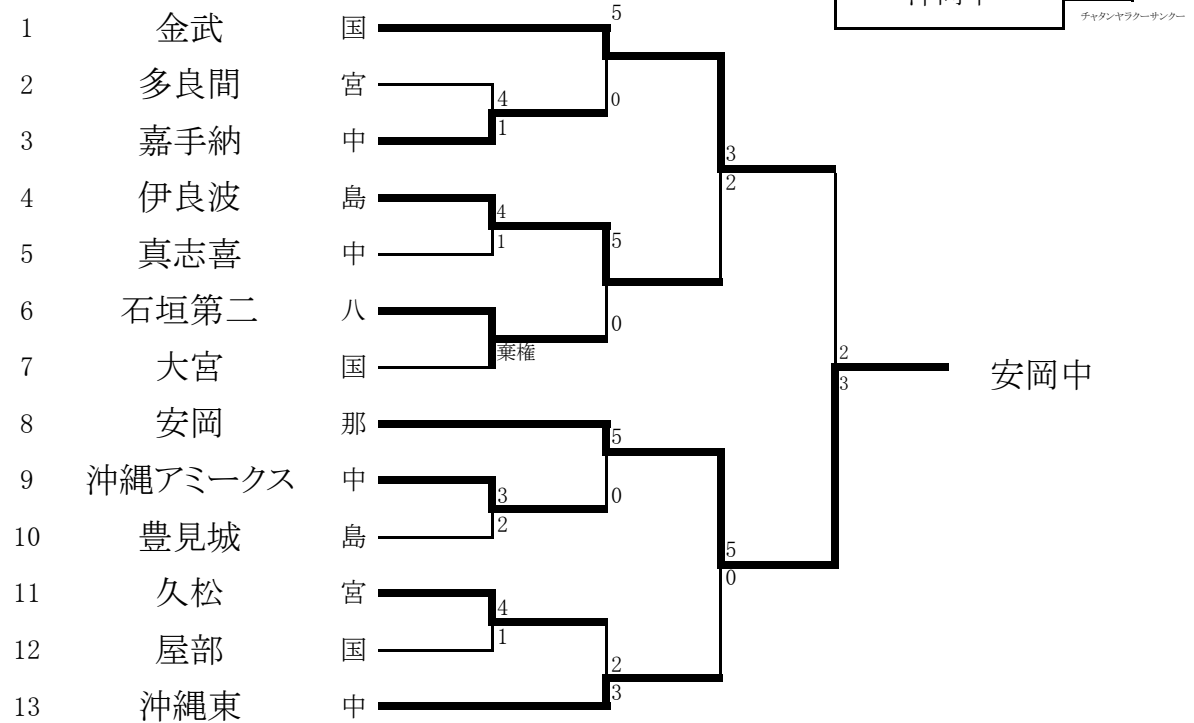 チャタンヤラクーサンクー
1 金武 国
2 多良間 宮
3 嘉手納 中
4 伊良波 島
5 真志喜 中
6 石垣第二 八
7 大宮 国
8 安岡 那
9 沖縄アミークス 中
10 豊見城 島
11 久松 宮
12 屋部 国
13 沖縄東 中
4
1
4
1
棄権
3
2
4
1
5
0
5
0
5
0
2
3
3
2
5
0
2
3
安岡中